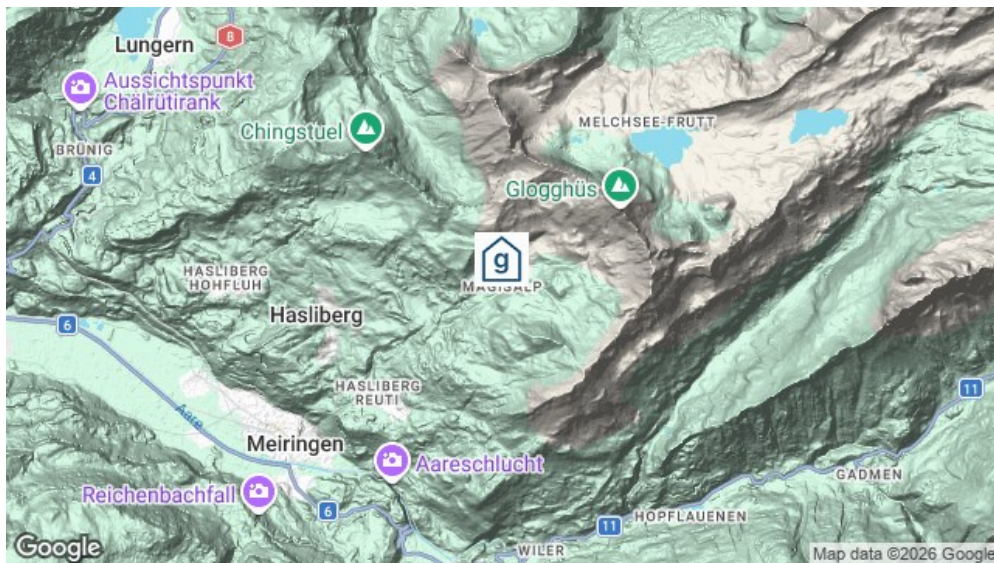 Lungern
8
Aussichtspunkt
Chälrütirank
Chingstuel
MELCHSEE-FRUTT
BRÜNIG
4
Glogghüs
g
MAGISALP
HASLIBERG
HOHFLUH
Hasliberg
6
HASLIBERG
REUTI
11
Aare
Meiringen
Aareschlucht
GADMEN
Reichenbachfall
6
HOPFLAUENEN
11
WILER
Google
Map data ©2026 Google